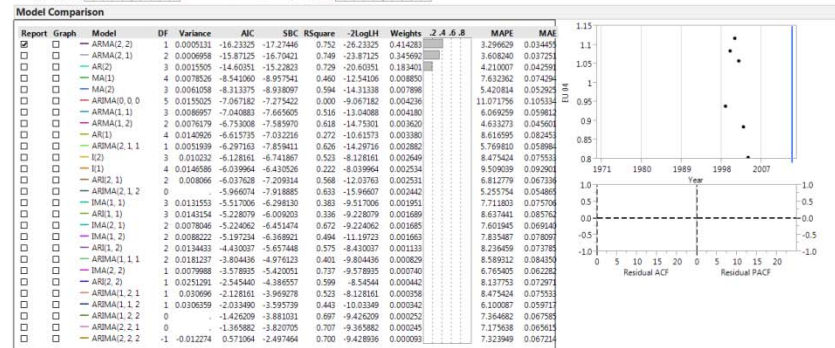 Model Comparison
Report Graph Model DF Variance AIC SBC RSquare -2LogLH Weights .2 .4 .6 .8 MAPE MAE
ARMA(2, 2) 1 0.0005131 -16.23325 -17.27446 0.752 -26.23325 0.414283 3.296629 0.034455
ARMA(2, 1) 2 0.0006958 -15.87125 -16.70421 0.749 -23.87125 0.345692 3.608240 0.037251
AR(2) 3 0.0015505 -14.60351 -15.22823 0.729 -20.60351 0.183401 4.210007 0.042591
MA(1) 4 0.0078526 -8.541060 -8.957541 0.460 -12.54106 0.008850 7.632362 0.074294
MA(2) 3 0.0061058 -8.313375 -8.938097 0.594 -14.31338 0.007898 5.420814 0.052925
ARIMA(0, 0, 0 5 0.0155025 -7.067182 -7.275422 0.000 -9.067182 0.004236 11.071756 0.105334
ARMA(1, 1) 3 0.0086957 -7.040883 -7.665605 0.516 -13.04088 0.004180 6.069259 0.059812
ARMA(1, 2) 2 0.0076179 -6.753008 -7.585970 0.618 -14.75301 0.003620 4.633273 0.045601
AR(1) 4 0.0140926 -6.615735 -7.032216 0.272 -10.61573 0.003380 8.616595 0.082453
ARIMA(2, 1, 1 1 0.0051939 -6.297163 -7.859411 0.626 -14.29716 0.002882 5.769810 0.058984
I(2) 3 0.010232 -6.128161 -6.741867 0.523 -8.128161 0.002649 8.475424 0.075533
I(1) 4 0.0146586 -6.039964 -6.430526 0.222 -8.039964 0.002534 9.509039 0.092901
ARI(2, 1) 2 0.008066 -6.037628 -7.209314 0.568 -12.03763 0.002531 6.812779 0.067336
ARIMA(2, 1, 2 0 . -5.966074 -7.918885 0.633 -15.96607 0.002442 5.255754 0.054865
IMA(1, 1) 3 0.0131553 -5.517006 -6.298130 0.383 -9.517006 0.001951 7.711803 0.075706
ARI(1, 1) 3 0.0143154 -5.228079 -6.009203 0.336 -9.228079 0.001689 8.637441 0.085762
IMA(2, 1) 2 0.0078046 -5.224062 -6.651474 0.672 -9.224062 0.001685 7.601945 0.069140
IMA(1, 2) 2 0.0088222 -5.197234 -6.368921 0.494 -11.19723 0.001663 7.835487 0.078097
ARI(1, 2) 2 0.0134433 -4.430037 -5.657448 0.575 -8.430037 0.001133 8.236459 0.073785
ARIMA(1, 1, 1 2 0.0181237 -3.804436 -4.976123 0.401 -9.804436 0.000829 8.589312 0.084350
IMA(2, 2) 1 0.0079988 -3.578935 -5.420051 0.737 -9.578935 0.000740 6.765405 0.062282
ARI(2, 2) 1 0.0251291 -2.545440 -4.386557 0.599 -8.54544 0.000442 8.137753 0.072971
ARIMA(1, 2, 1 1 0.030696 -2.128161 -3.969278 0.523 -8.128161 0.000358 8.475424 0.075533
ARIMA(1, 1, 2 1 0.0306359 -2.033490 -3.595739 0.443 -10.03349 0.000342 6.100087 0.059717
ARIMA(1, 2, 2 0 . -1.426209 -3.881031 0.697 -9.426209 0.000252 7.364682 0.067585
ARIMA(2, 2, 1 0 . -1.365882 -3.820705 0.707 -9.365882 0.000245 7.175638 0.065615
ARIMA(2, 2, 2 -1 -0.012274 0.571064 -2.497464 0.700 -9.428936 0.000093 7.323949 0.067214
1.15
1.1
1.05
1
0.95
0.9
0.85
0.8
EU 04
1971 1980 1989 1998 2007
Year
1.0 1.0
0.5 0.5
0.0 0.0
-0.5 -0.5
-1.0 -1.0
0 5 10 15 20 0 5 10 15 20
Residual ACF Residual PACF